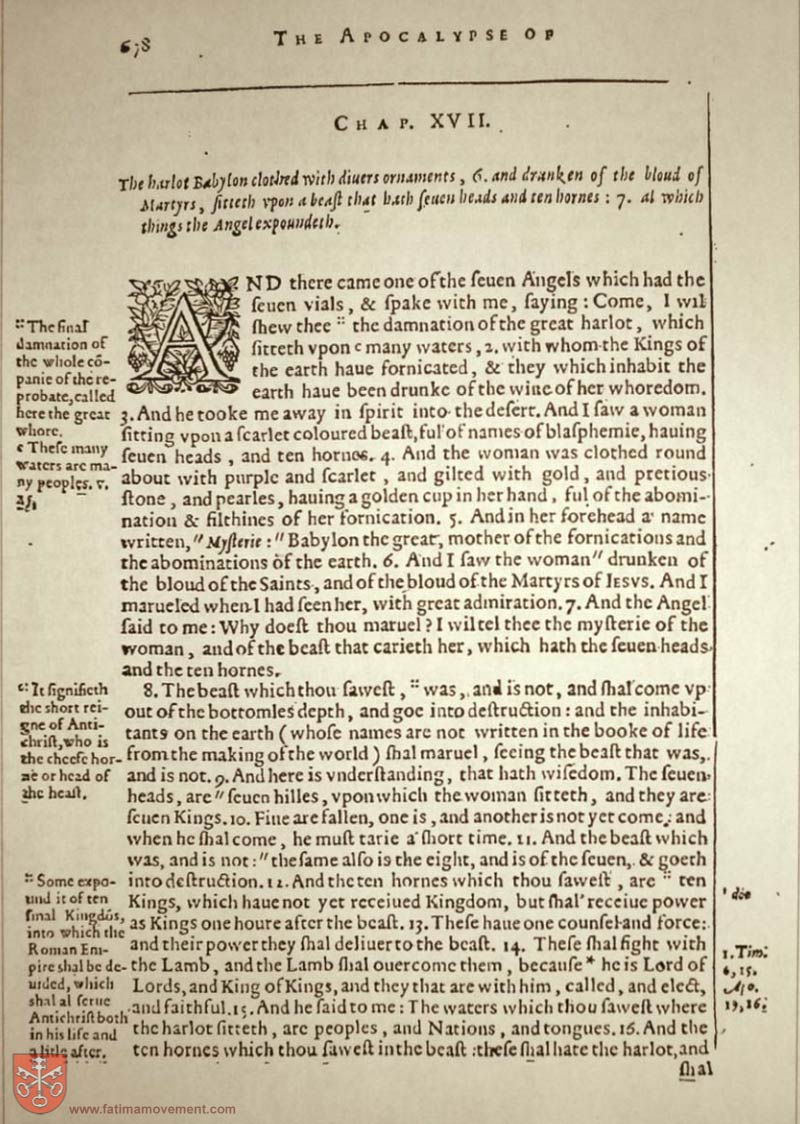 678
THE APOCALYPSE OF
CHAP. XVII.
The harlot Babylon clothed with diuers ornaments, 6. and drunken of the bloud of
Martyrs, ſitteth vpon a beaſt that hath ſeuen heads and ten hornes: 7. al which
things the Angel expoundeth.
AND there came one of the ſeuen Angels which had the
ſeuen vials, & ſpake with me, ſaying: Come, I wil
ſhew thee :: the damnation of the great harlot, which
ſitteth vpon c many waters, 2. with whom the Kings of
the earth haue fornicated, & they which inhabit the
earth haue been drunke of the wine of her whoredom.
3. And he tooke me away in ſpirit into the deſert. And I ſaw a woman
ſitting vpon a ſcarlet coloured beaſt, ful of names of blaſphemie, hauing
ſeuen heads, and ten hornes. 4. And the woman was clothed round
about with purple and ſcarlet, and gilted with gold, and pretious
ſtone, and pearles, hauing a golden cup in her hand, ful of the abomi-
nation & filthines of her fornication. 5. And in her forehead a name
written, " Myſterie: " Babylon the great, mother of the fornications and
the abominations of the earth. 6. And I ſaw the woman " drunken of
the bloud of the Saints, and of the bloud of the Martyrs of IESVS. And I
marueled when I had ſeen her, with great admiration. 7. And the Angel
ſaid to me: Why doeſt thou maruel? I wil tel thee the myſterie of the
woman, and of the beaſt that carieth her, which hath the ſeuen heads
and the ten hornes.
8. The beaſt which thou ſaweſt, :: was, and is not, and ſhal come vp
out of the bottomles depth, and goe into deſtruction: and the inhabi-
tants on the earth (whoſe names are not written in the booke of life
from the making of the world) ſhal maruel, ſeeing the beaſt that was,
and is not. 9. And here is vnderſtanding, that hath wiſedom. The ſeuen
heads, are " ſeuen hilles, vpon which the woman ſitteth, and they are
ſeuen Kings. 10. Fiue are fallen, one is, and another is not yet come: and
when he ſhal come, he muſt tarie a ſhort time. 11. And the beaſt which
was, and is not: " the ſame alſo is the eight, and is of the ſeuen, & goeth
into deſtruction. 12. And the ten hornes which thou ſaweſt, are :: ten
Kings, which haue not yet receiued Kingdom, but ſhal receiue power
as Kings one houre after the beaſt. 13. Theſe haue one counſel and force:
and their power they ſhal deliuer to the beaſt. 14. Theſe ſhal fight with
the Lamb, and the Lamb ſhal ouercome them, becauſe * he is Lord of
Lords, and King of Kings, and they that are with him, called, and elect,
and faithful. 15. And he ſaid to me: The waters which thou ſaweſt where
the harlot ſitteth, are peoples, and Nations, and tongues. 16. And the
ten hornes which thou ſaweſt in the beaſt: theſe ſhal hate the harlot, and
ſhal
:: The final
damnation of
the whole cō-
panie of the re-
probate, called
here the great
whore.
c Theſe many
waters are ma-
ny peoples. v.
15.
:: It ſignifieth
the short rei-
gne of Anti-
chriſt, who is
the cheefe hor-
ne or head of
the beaſt.
:: Some expo-
und it of ten
ſmal Kingdōs,
into which the
Roman Em-
pire shal be de-
uided, which
shal al ſerue
Antichriſt both
in his life and
a litle after.
1. Tim.
6, 15.
Apo.
19, 16.
www.fatimamovement.com